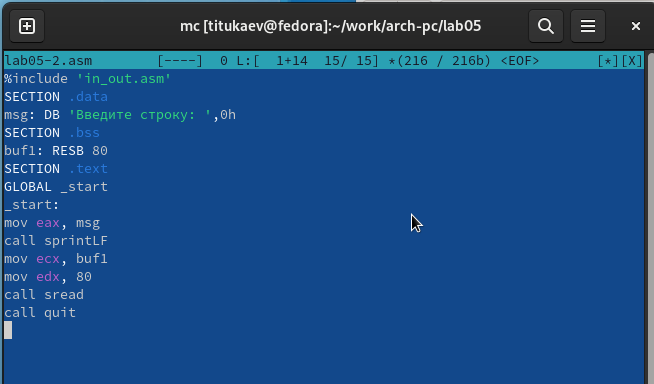 mc [titukaev@fedora]:~/work/arch-pc/lab05
lab05-2.asm [----] 0 L:[ 1+14 15/ 15] *(216 / 216b) <EOF> [*][X]
%include 'in_out.asm'
SECTION .data
msg: DB 'Введите строку: ',0h
SECTION .bss
buf1: RESB 80
SECTION .text
GLOBAL _start
_start:
mov eax, msg
call sprintLF
mov ecx, buf1
mov edx, 80
call sread
call quit